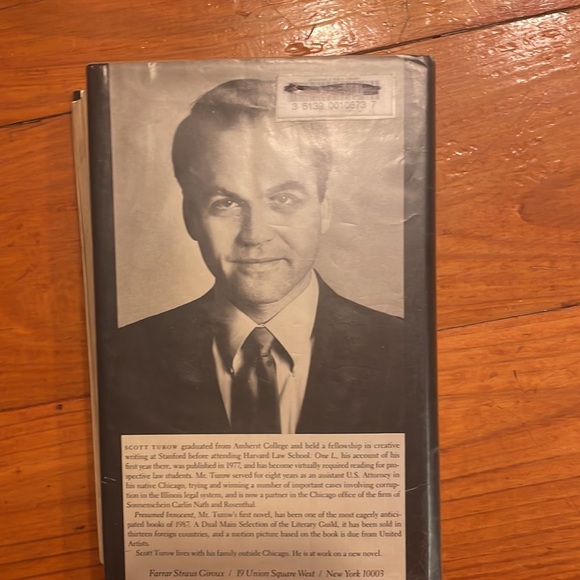 3 6139 0010673 7
SCOTT TUROW graduated from Amherst College and held a fellowship in creative
writing at Stanford before attending Harvard Law School. One L, his account of his
first year there, was published in 1977, and has become virtually required reading for pros-
pective law students. Mr. Turow served for eight years as an assistant U.S. Attorney in
his native Chicago, trying and winning a number of important cases involving corrup-
tion in the Illinois legal system, and is now a partner in the Chicago office of the firm of
Sonnenschein Carlin Nath and Rosenthal.
Presumed Innocent, Mr. Turow's first novel, has been one of the most eagerly antici-
pated books of 1987. A Dual Main Selection of the Literary Guild, it has been sold in
thirteen foreign countries, and a motion picture based on the book is due from United
Artists.
Scott Turow lives with his family outside Chicago. He is at work on a new novel.
Farrar Straus Giroux / 19 Union Square West / New York 10003